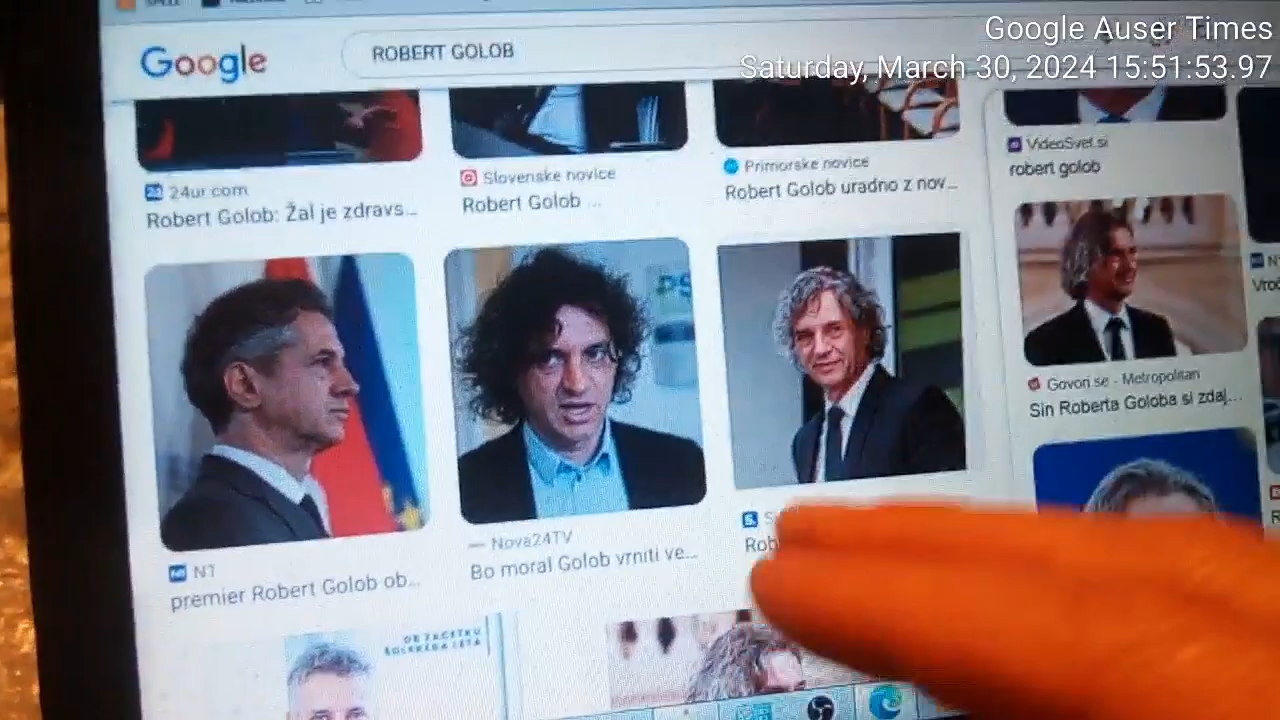 Google Auser Times
Saturday, March 30, 2024 15:51:53.97
Google
ROBERT GOLOB
24ur.com
Robert Golob: Žal je zdravs...
Slovenske novice
Robert Golob ...
Primorske novice
Robert Golob uradno z nov...
VideoSvet.si
robert golob
Govori.se - Metropolitan
Sin Roberta Goloba si zdaj...
N1
premier Robert Golob ob...
Nova24TV
Bo moral Golob vrniti ve...
S
Rob